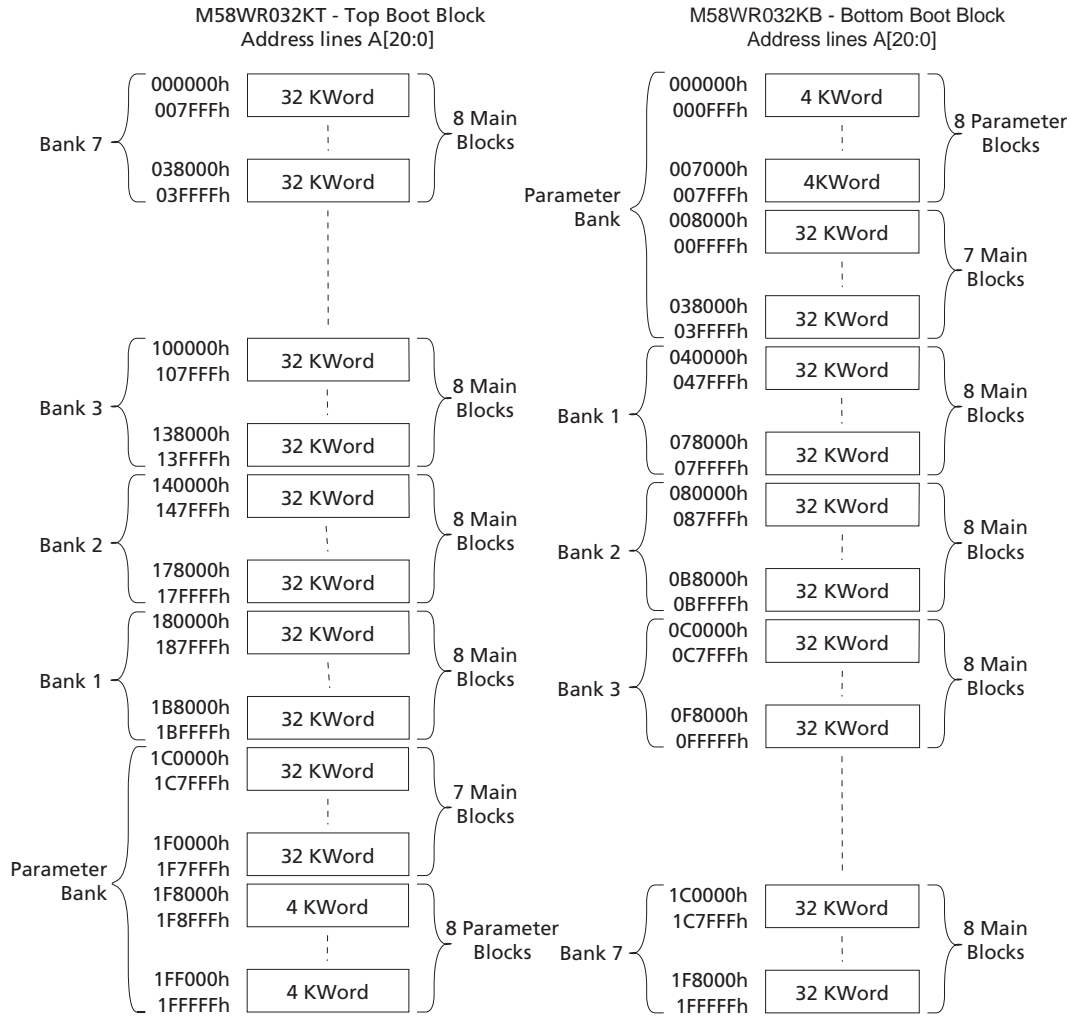 M58WR032KT - Top Boot Block
Address lines A[20:0]
000000h
007FFFh
32 KWord
Bank 7
8 Main
Blocks
038000h
03FFFFh
32 KWord
100000h
107FFFh
32 KWord
Bank 3
8 Main
Blocks
138000h
13FFFFh
32 KWord
140000h
147FFFh
32 KWord
Bank 2
8 Main
Blocks
178000h
17FFFFh
32 KWord
180000h
187FFFh
32 KWord
Bank 1
8 Main
Blocks
1B8000h
1BFFFFh
32 KWord
1C0000h
1C7FFFh
32 KWord
7 Main
Blocks
1F0000h
1F7FFFh
32 KWord
Parameter
Bank
1F8000h
1F8FFFh
4 KWord
8 Parameter
Blocks
1FF000h
1FFFFFh
4 KWord
M58WR032KB - Bottom Boot Block
Address lines A[20:0]
000000h
000FFFh
4 KWord
8 Parameter
Blocks
007000h
007FFFh
4KWord
Parameter
Bank
008000h
00FFFFh
32 KWord
7 Main
Blocks
038000h
03FFFFh
32 KWord
040000h
047FFFh
32 KWord
Bank 1
8 Main
Blocks
078000h
07FFFFh
32 KWord
080000h
087FFFh
32 KWord
Bank 2
8 Main
Blocks
0B8000h
0BFFFFh
32 KWord
0C0000h
0C7FFFh
32 KWord
Bank 3
8 Main
Blocks
0F8000h
0FFFFFh
32 KWord
1C0000h
1C7FFFh
32 KWord
Bank 7
8 Main
Blocks
1F8000h
1FFFFFh
32 KWord